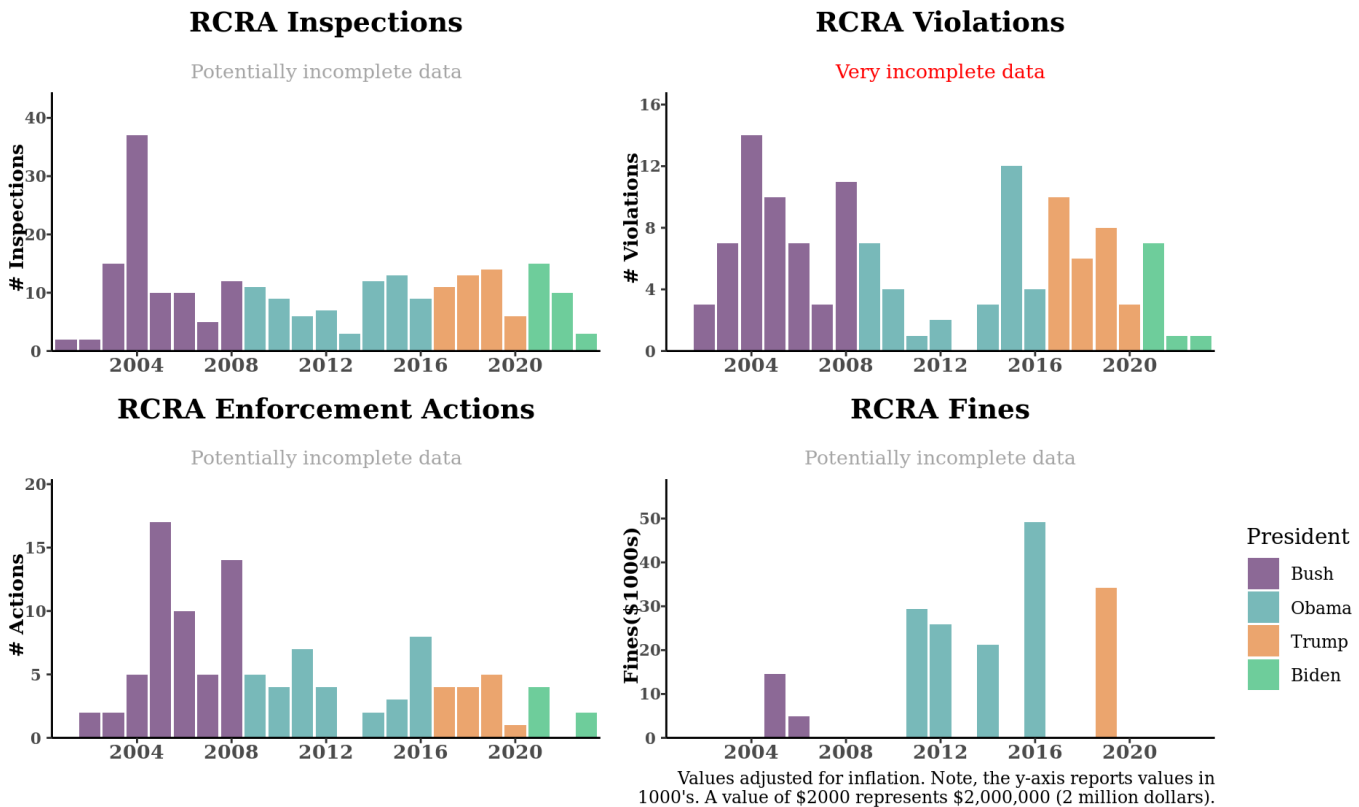 RCRA Inspections
Potentially incomplete data
# Inspections
40
30
20
10
0
2004 2008 2012 2016 2020
RCRA Violations
Very incomplete data
# Violations
16
12
8
4
0
2004 2008 2012 2016 2020
RCRA Enforcement Actions
Potentially incomplete data
# Actions
20
15
10
5
0
2004 2008 2012 2016 2020
RCRA Fines
Potentially incomplete data
Fines($1000s)
50
40
30
20
10
0
2004 2008 2012 2016 2020
President
Bush
Obama
Trump
Biden
Values adjusted for inflation. Note, the y-axis reports values in
1000's. A value of $2000 represents $2,000,000 (2 million dollars).